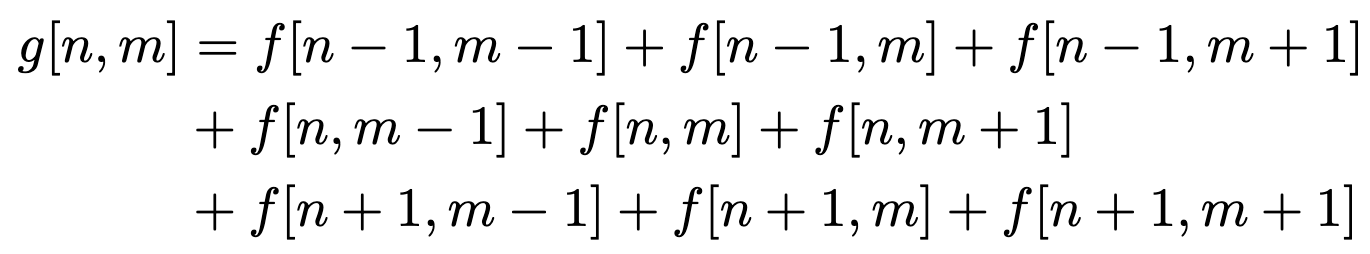 g[n, m] = f[n − 1, m − 1] + f[n − 1, m] + f[n − 1, m + 1]
+ f[n, m − 1] + f[n, m] + f[n, m + 1]
+ f[n + 1, m − 1] + f[n + 1, m] + f[n + 1, m + 1]